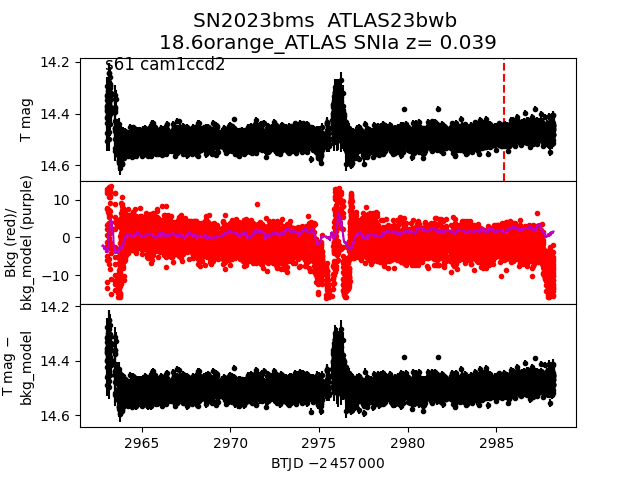 SN2023bms  ATLAS23bwb
18.6orange_ATLAS SNIa z= 0.039
s61 cam1ccd2
14.2
14.4
14.6
T mag
10
0
−10
Bkg (red)/
bkg_model (purple)
14.2
14.4
14.6
T mag −
bkg_model
2965 2970 2975 2980 2985
BTJD −2 457 000